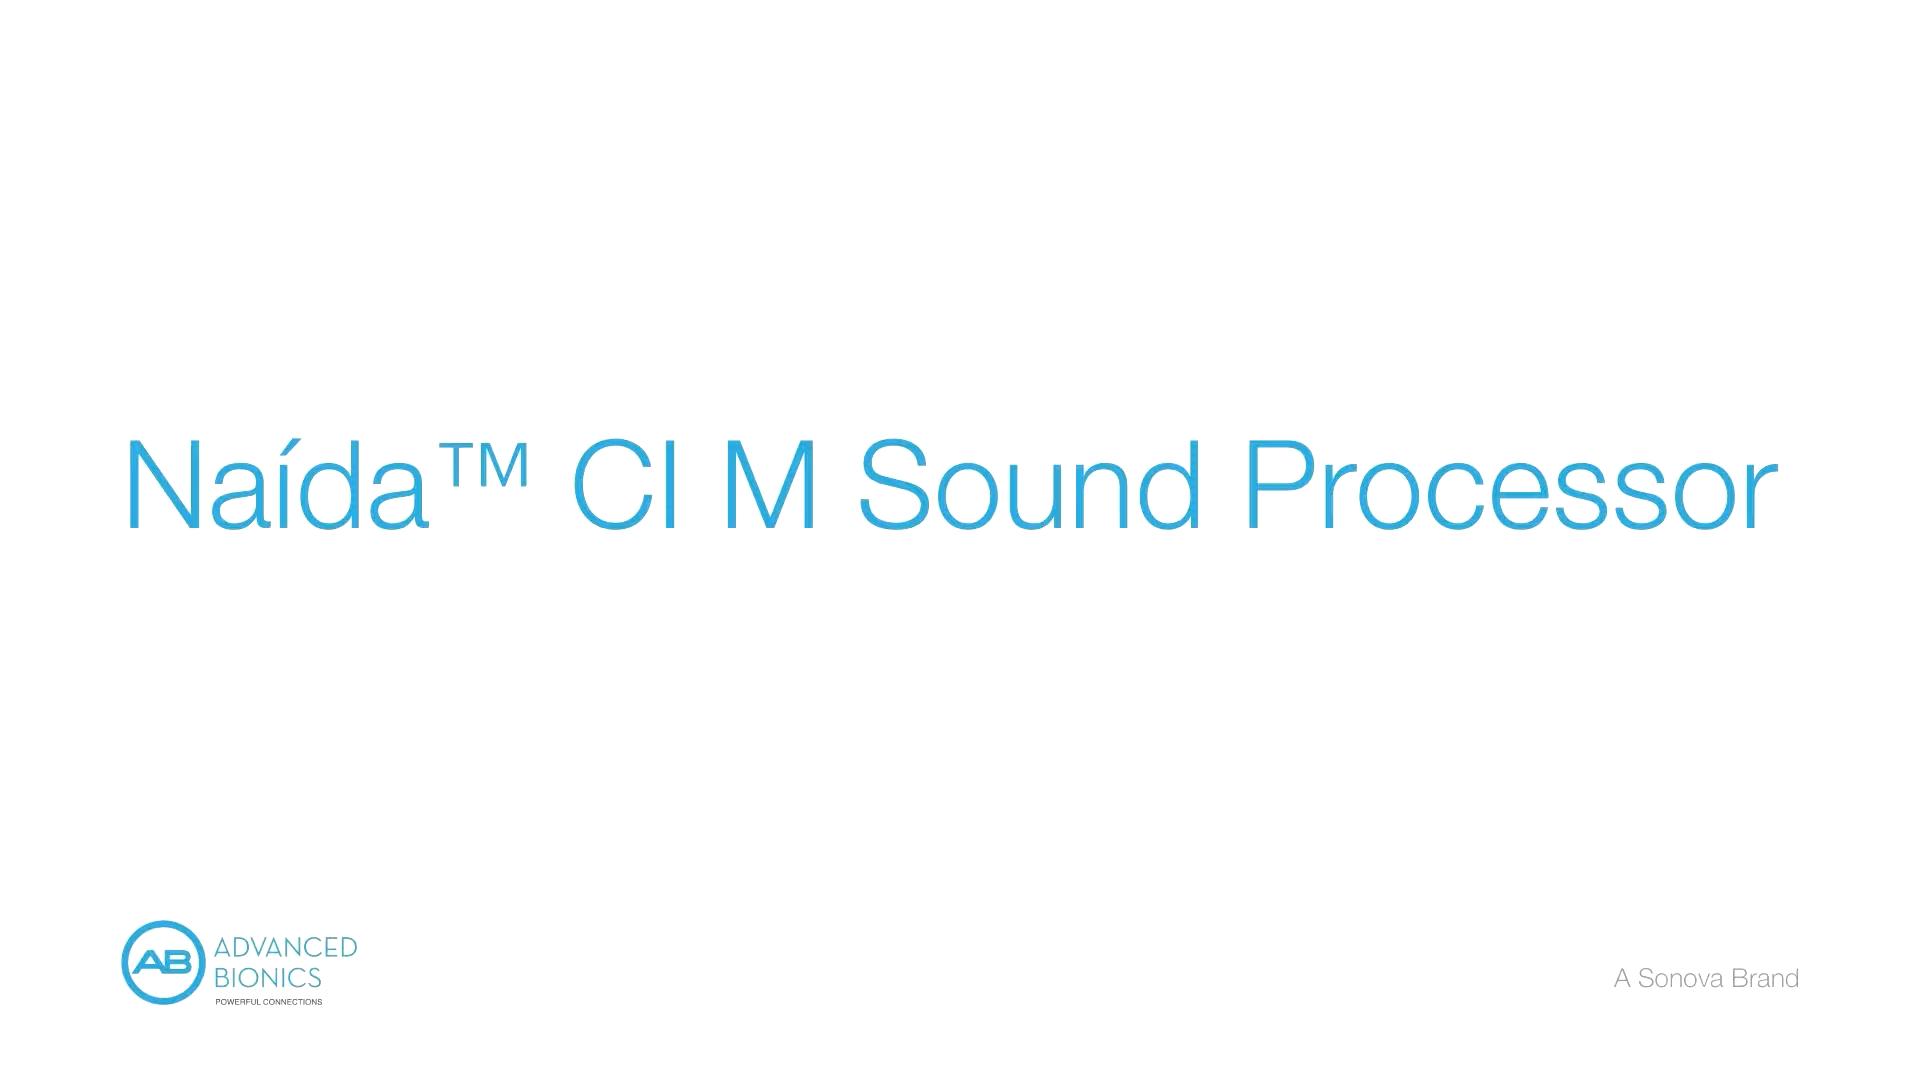 Naída™ CI M Sound Processor
AB
ADVANCED
BIONICS
POWERFUL CONNECTIONS
A Sonova Brand